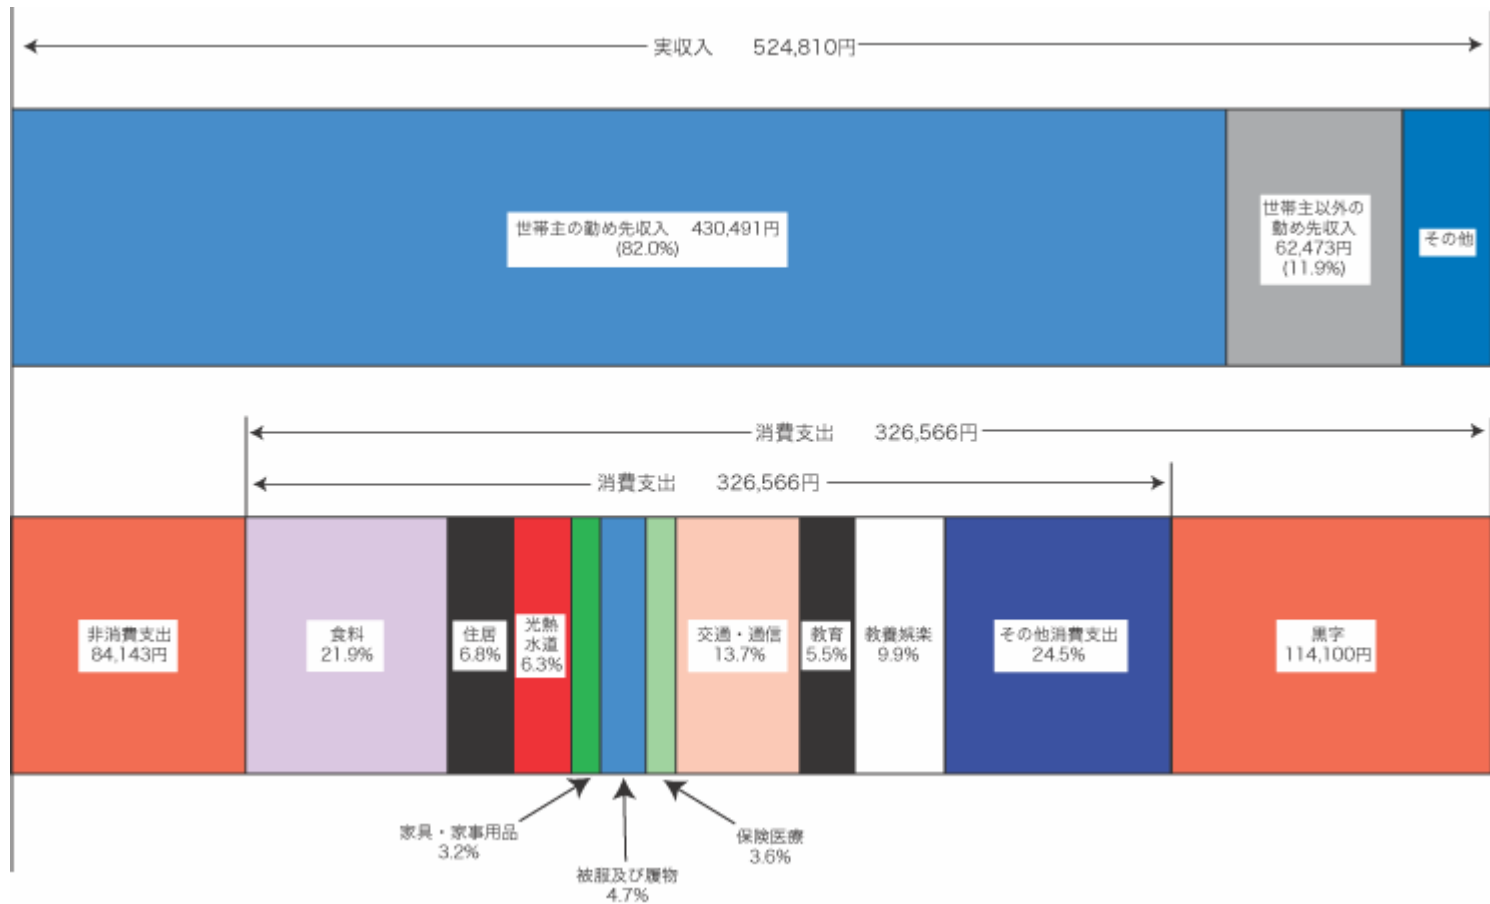 実収入 524,810円
世帯主の勤め先収入 430,491円
(82.0%)
世帯主以外の
勤め先収入
62,473円
(11.9%)
その他
消費支出 326,566円
消費支出 326,566円
非消費支出
84,143円
食料
21.9%
住居
6.8%
光熱
水道
6.3%
交通・通信
13.7%
教育
5.5%
教養娯楽
9.9%
その他消費支出
24.5%
黒字
114,100円
家具・家事用品
3.2%
被服及び履物
4.7%
保険医療
3.6%